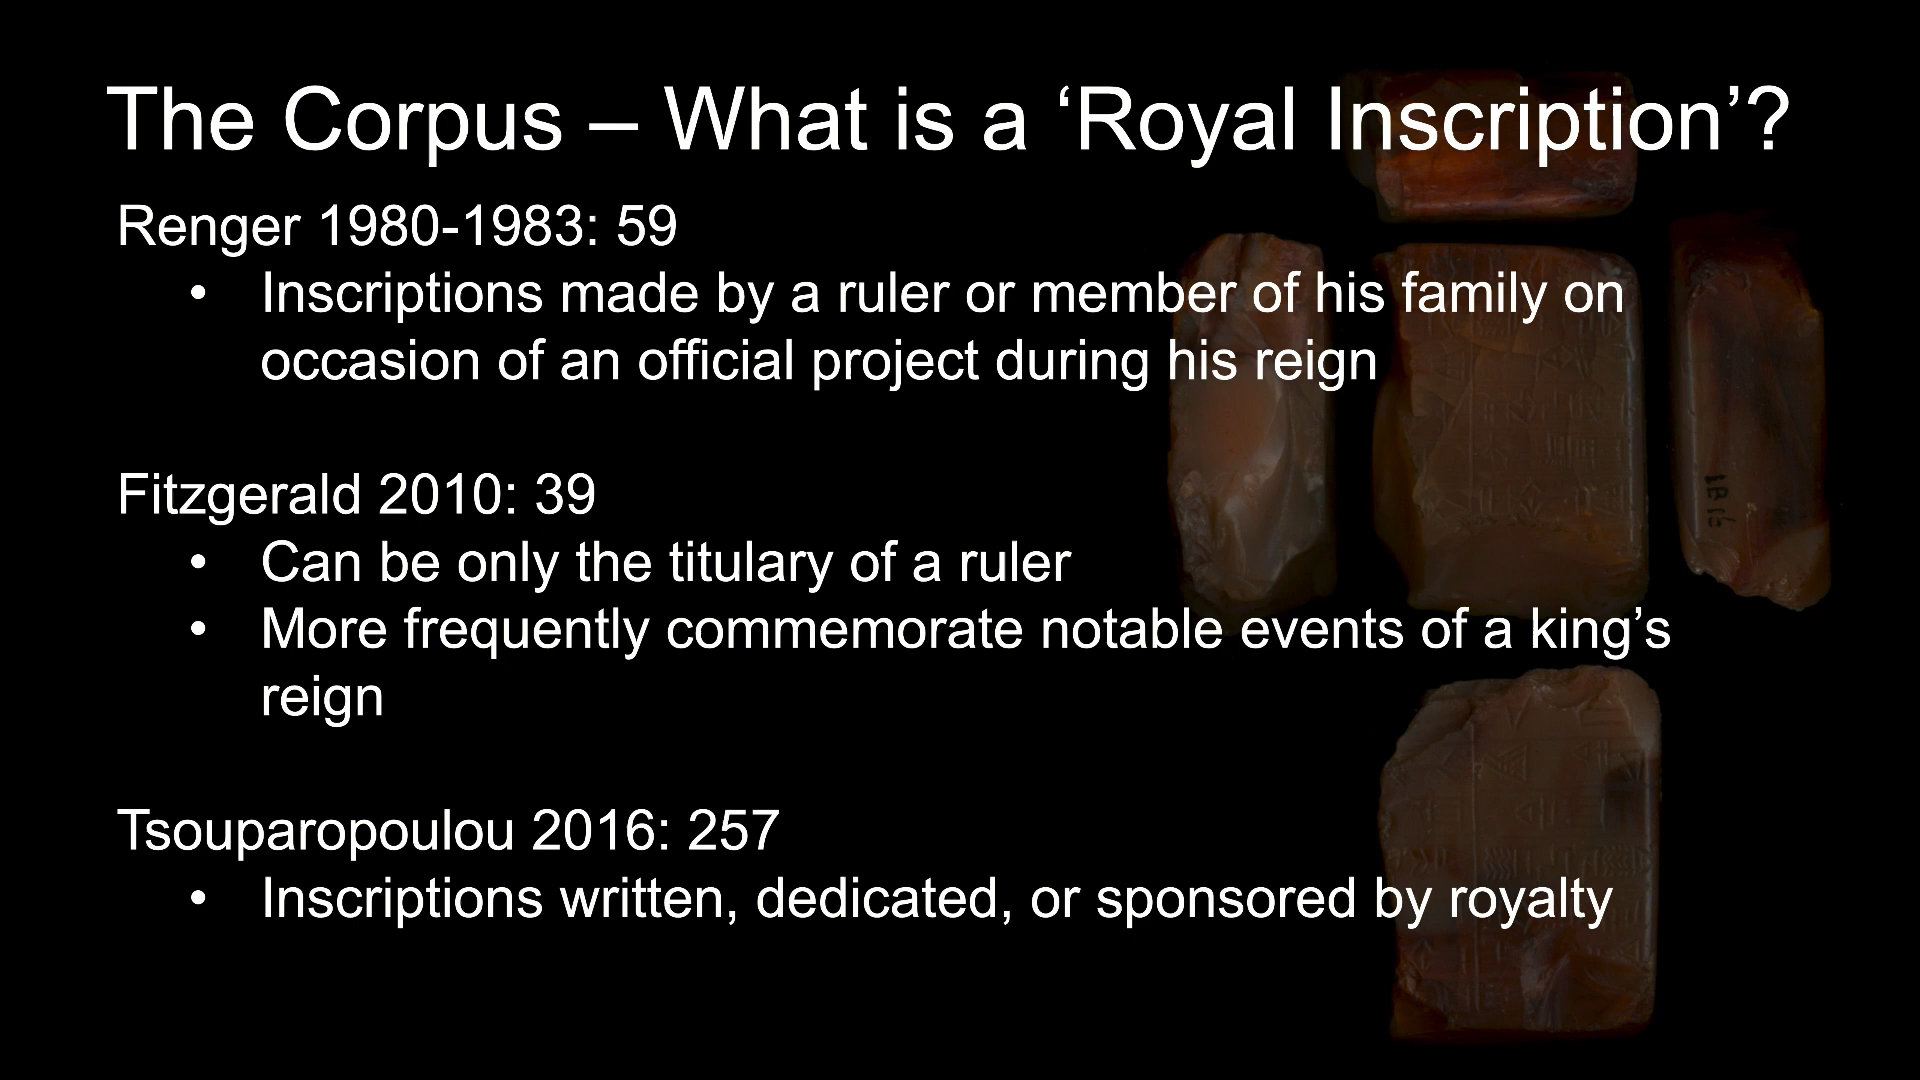 The Corpus – What is a ‘Royal Inscription’?
Renger 1980-1983: 59
• Inscriptions made by a ruler or member of his family on
occasion of an official project during his reign
Fitzgerald 2010: 39
• Can be only the titulary of a ruler
• More frequently commemorate notable events of a king’s
reign
Tsouparopoulou 2016: 257
• Inscriptions written, dedicated, or sponsored by royalty